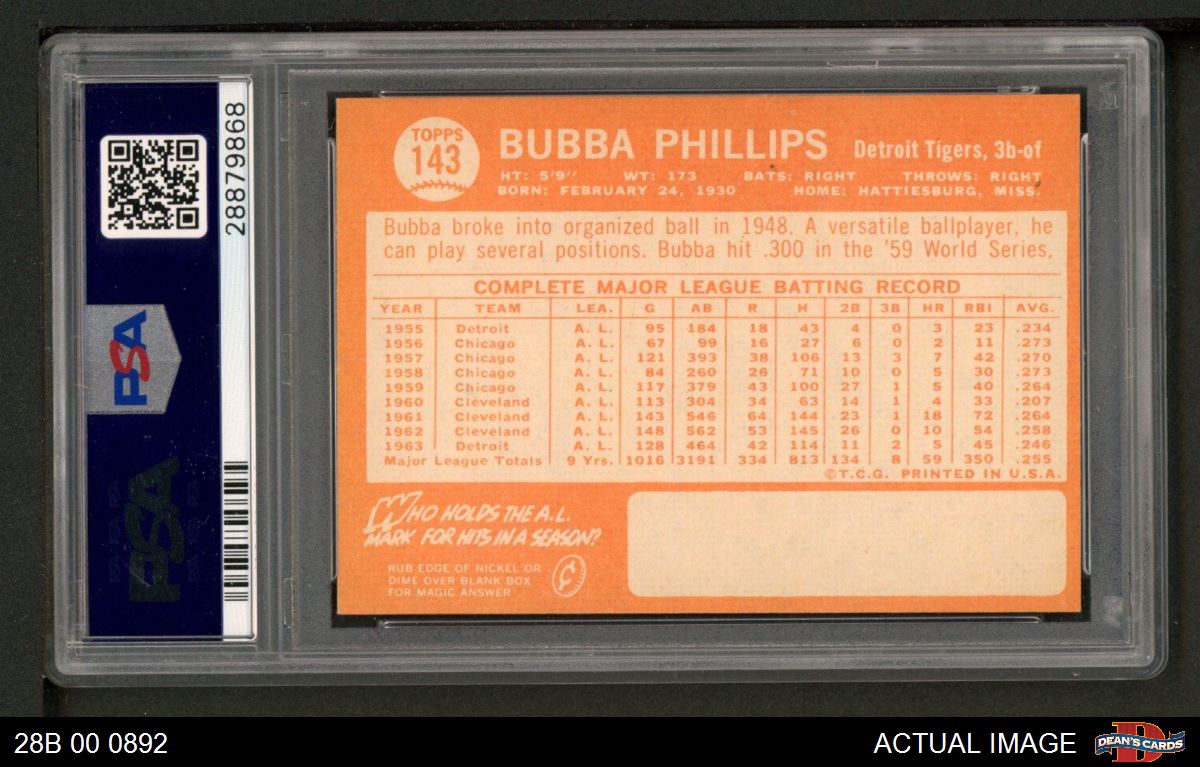 28879868
PSA
PSA
TOPPS
143
BUBBA PHILLIPS Detroit Tigers, 3b-of
HT: 5'9" WT: 173 BATS: RIGHT THROWS: RIGHT
BORN: FEBRUARY 24, 1930 HOME: HATTIESBURG, MISS.
Bubba broke into organized ball in 1948. A versatile ballplayer, he
can play several positions. Bubba hit .300 in the '59 World Series.
COMPLETE MAJOR LEAGUE BATTING RECORD
YEAR TEAM LEA. G AB R H 2B 3B HR RBI AVG.
1955 Detroit A. L. 95 184 18 43 4 0 3 23 .234
1956 Chicago A. L. 67 99 16 27 6 0 2 11 .273
1957 Chicago A. L. 121 393 38 106 13 3 7 42 .270
1958 Chicago A. L. 84 260 26 71 10 0 5 30 .273
1959 Chicago A. L. 117 379 43 100 27 1 5 40 .264
1960 Cleveland A. L. 113 304 34 63 14 1 4 33 .207
1961 Cleveland A. L. 143 546 64 144 23 1 18 72 .264
1962 Cleveland A. L. 148 562 53 145 26 0 10 54 .258
1963 Detroit A. L. 128 464 42 114 11 2 5 45 .246
Major League Totals 9 Yrs. 1016 3191 334 813 134 8 59 350 .255
©T.C.G. PRINTED IN U.S.A.
WHO HOLDS THE A.L.
MARK FOR HITS IN A SEASON?
RUB EDGE OF NICKEL OR
DIME OVER BLANK BOX
FOR MAGIC ANSWER
28B 00 0892
ACTUAL IMAGE
DEAN'S CARDS